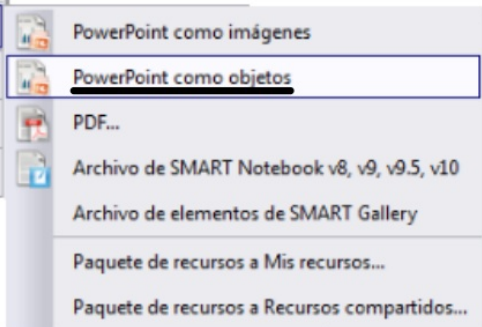 PowerPoint como imágenes
PowerPoint como objetos
PDF...
Archivo de SMART Notebook v8, v9, v9.5, v10
Archivo de elementos de SMART Gallery
Paquete de recursos a Mis recursos...
Paquete de recursos a Recursos compartidos...